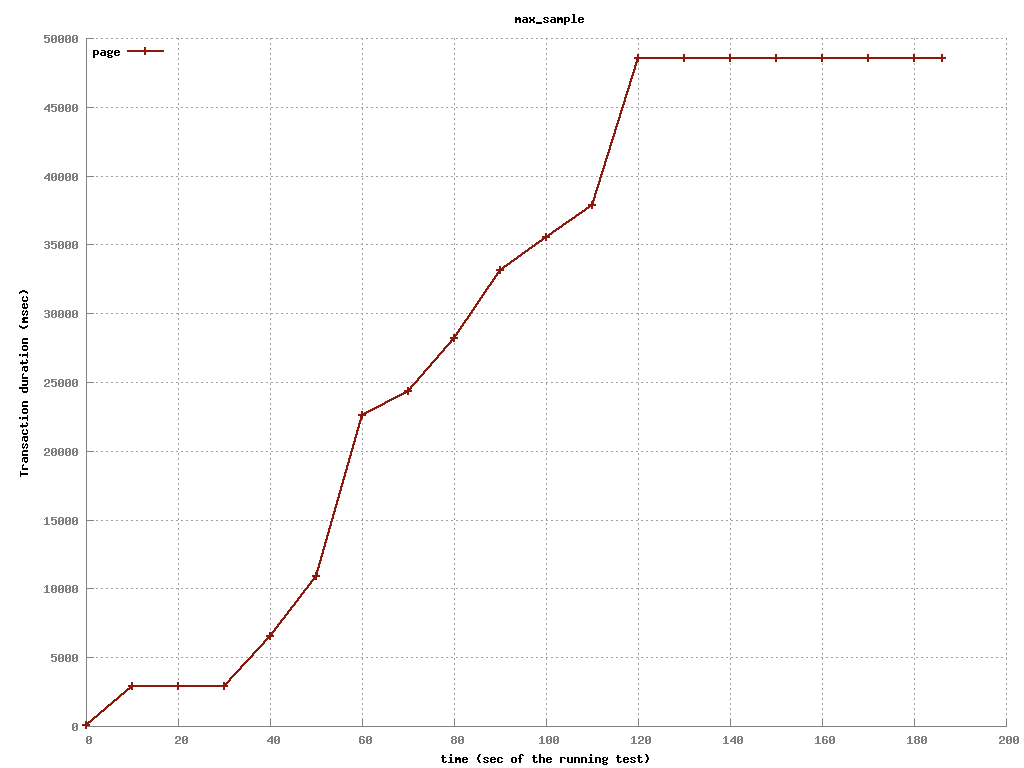 max_sample
page
50000
45000
40000
35000
30000
25000
20000
15000
10000
5000
0
Transaction duration (msec)
0 20 40 60 80 100 120 140 160 180 200
time (sec of the running test)